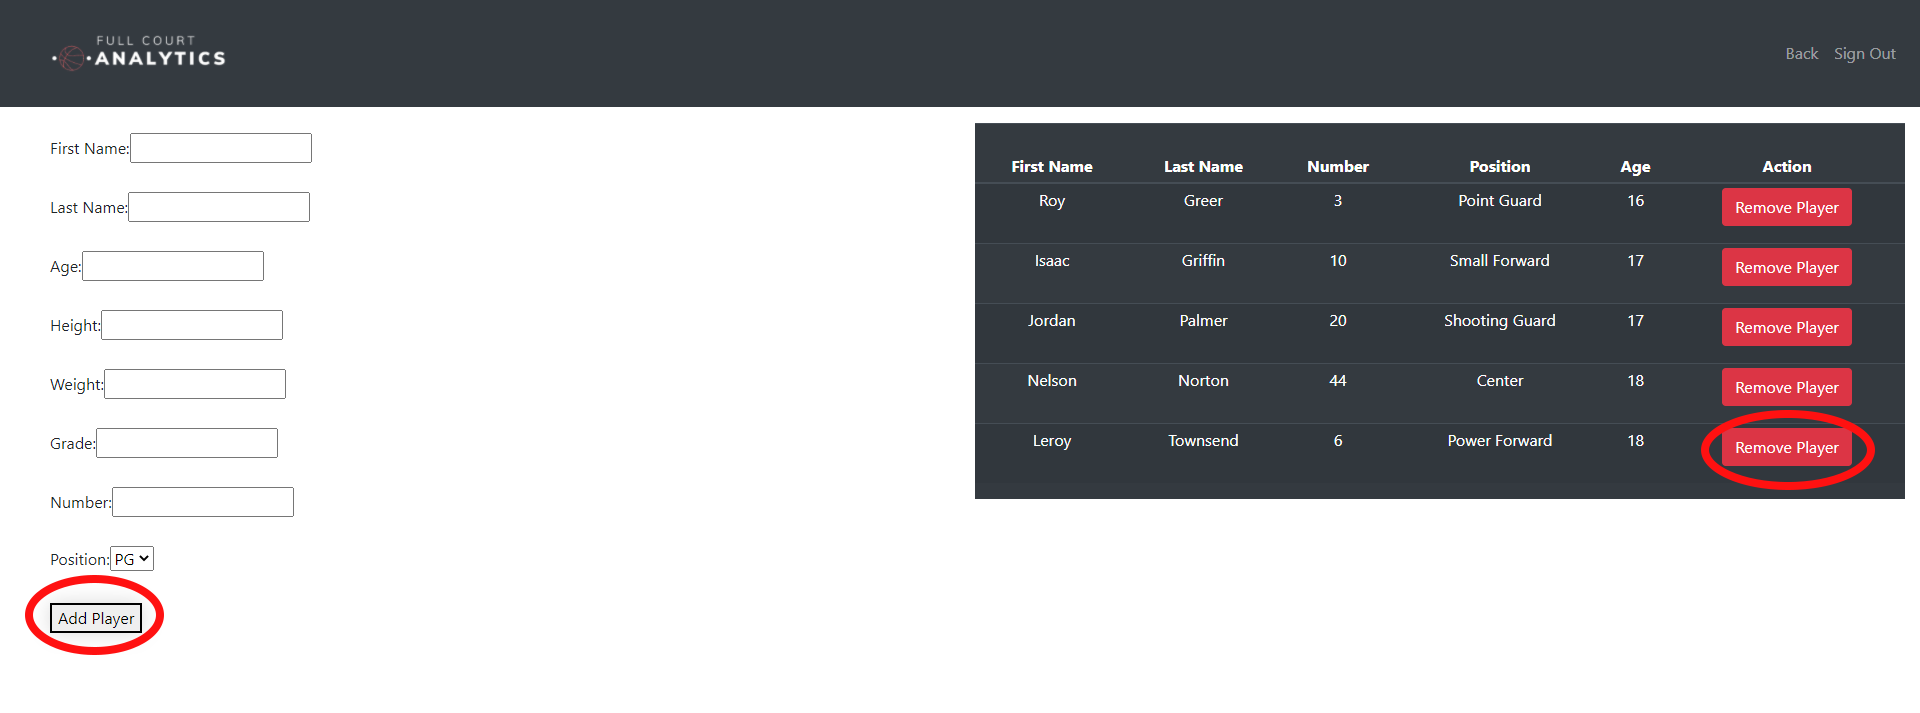 FULL COURT
ANALYTICS
Back Sign Out
First Name:
Last Name:
Age:
Height:
Weight:
Grade:
Number:
Position: PG
Add Player
First Name Last Name Number Position Age Action
Roy Greer 3 Point Guard 16 Remove Player
Isaac Griffin 10 Small Forward 17 Remove Player
Jordan Palmer 20 Shooting Guard 17 Remove Player
Nelson Norton 44 Center 18 Remove Player
Leroy Townsend 6 Power Forward 18 Remove Player